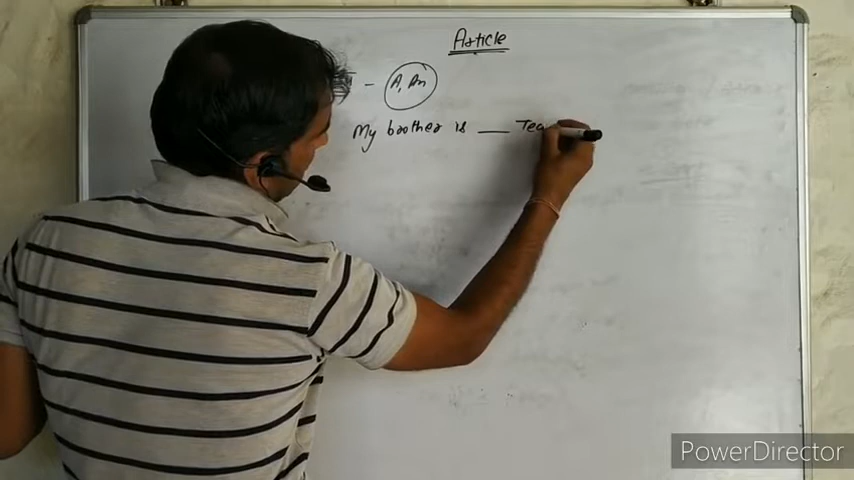 Article
- A, An
My brother is ___ Tea
PowerDirector